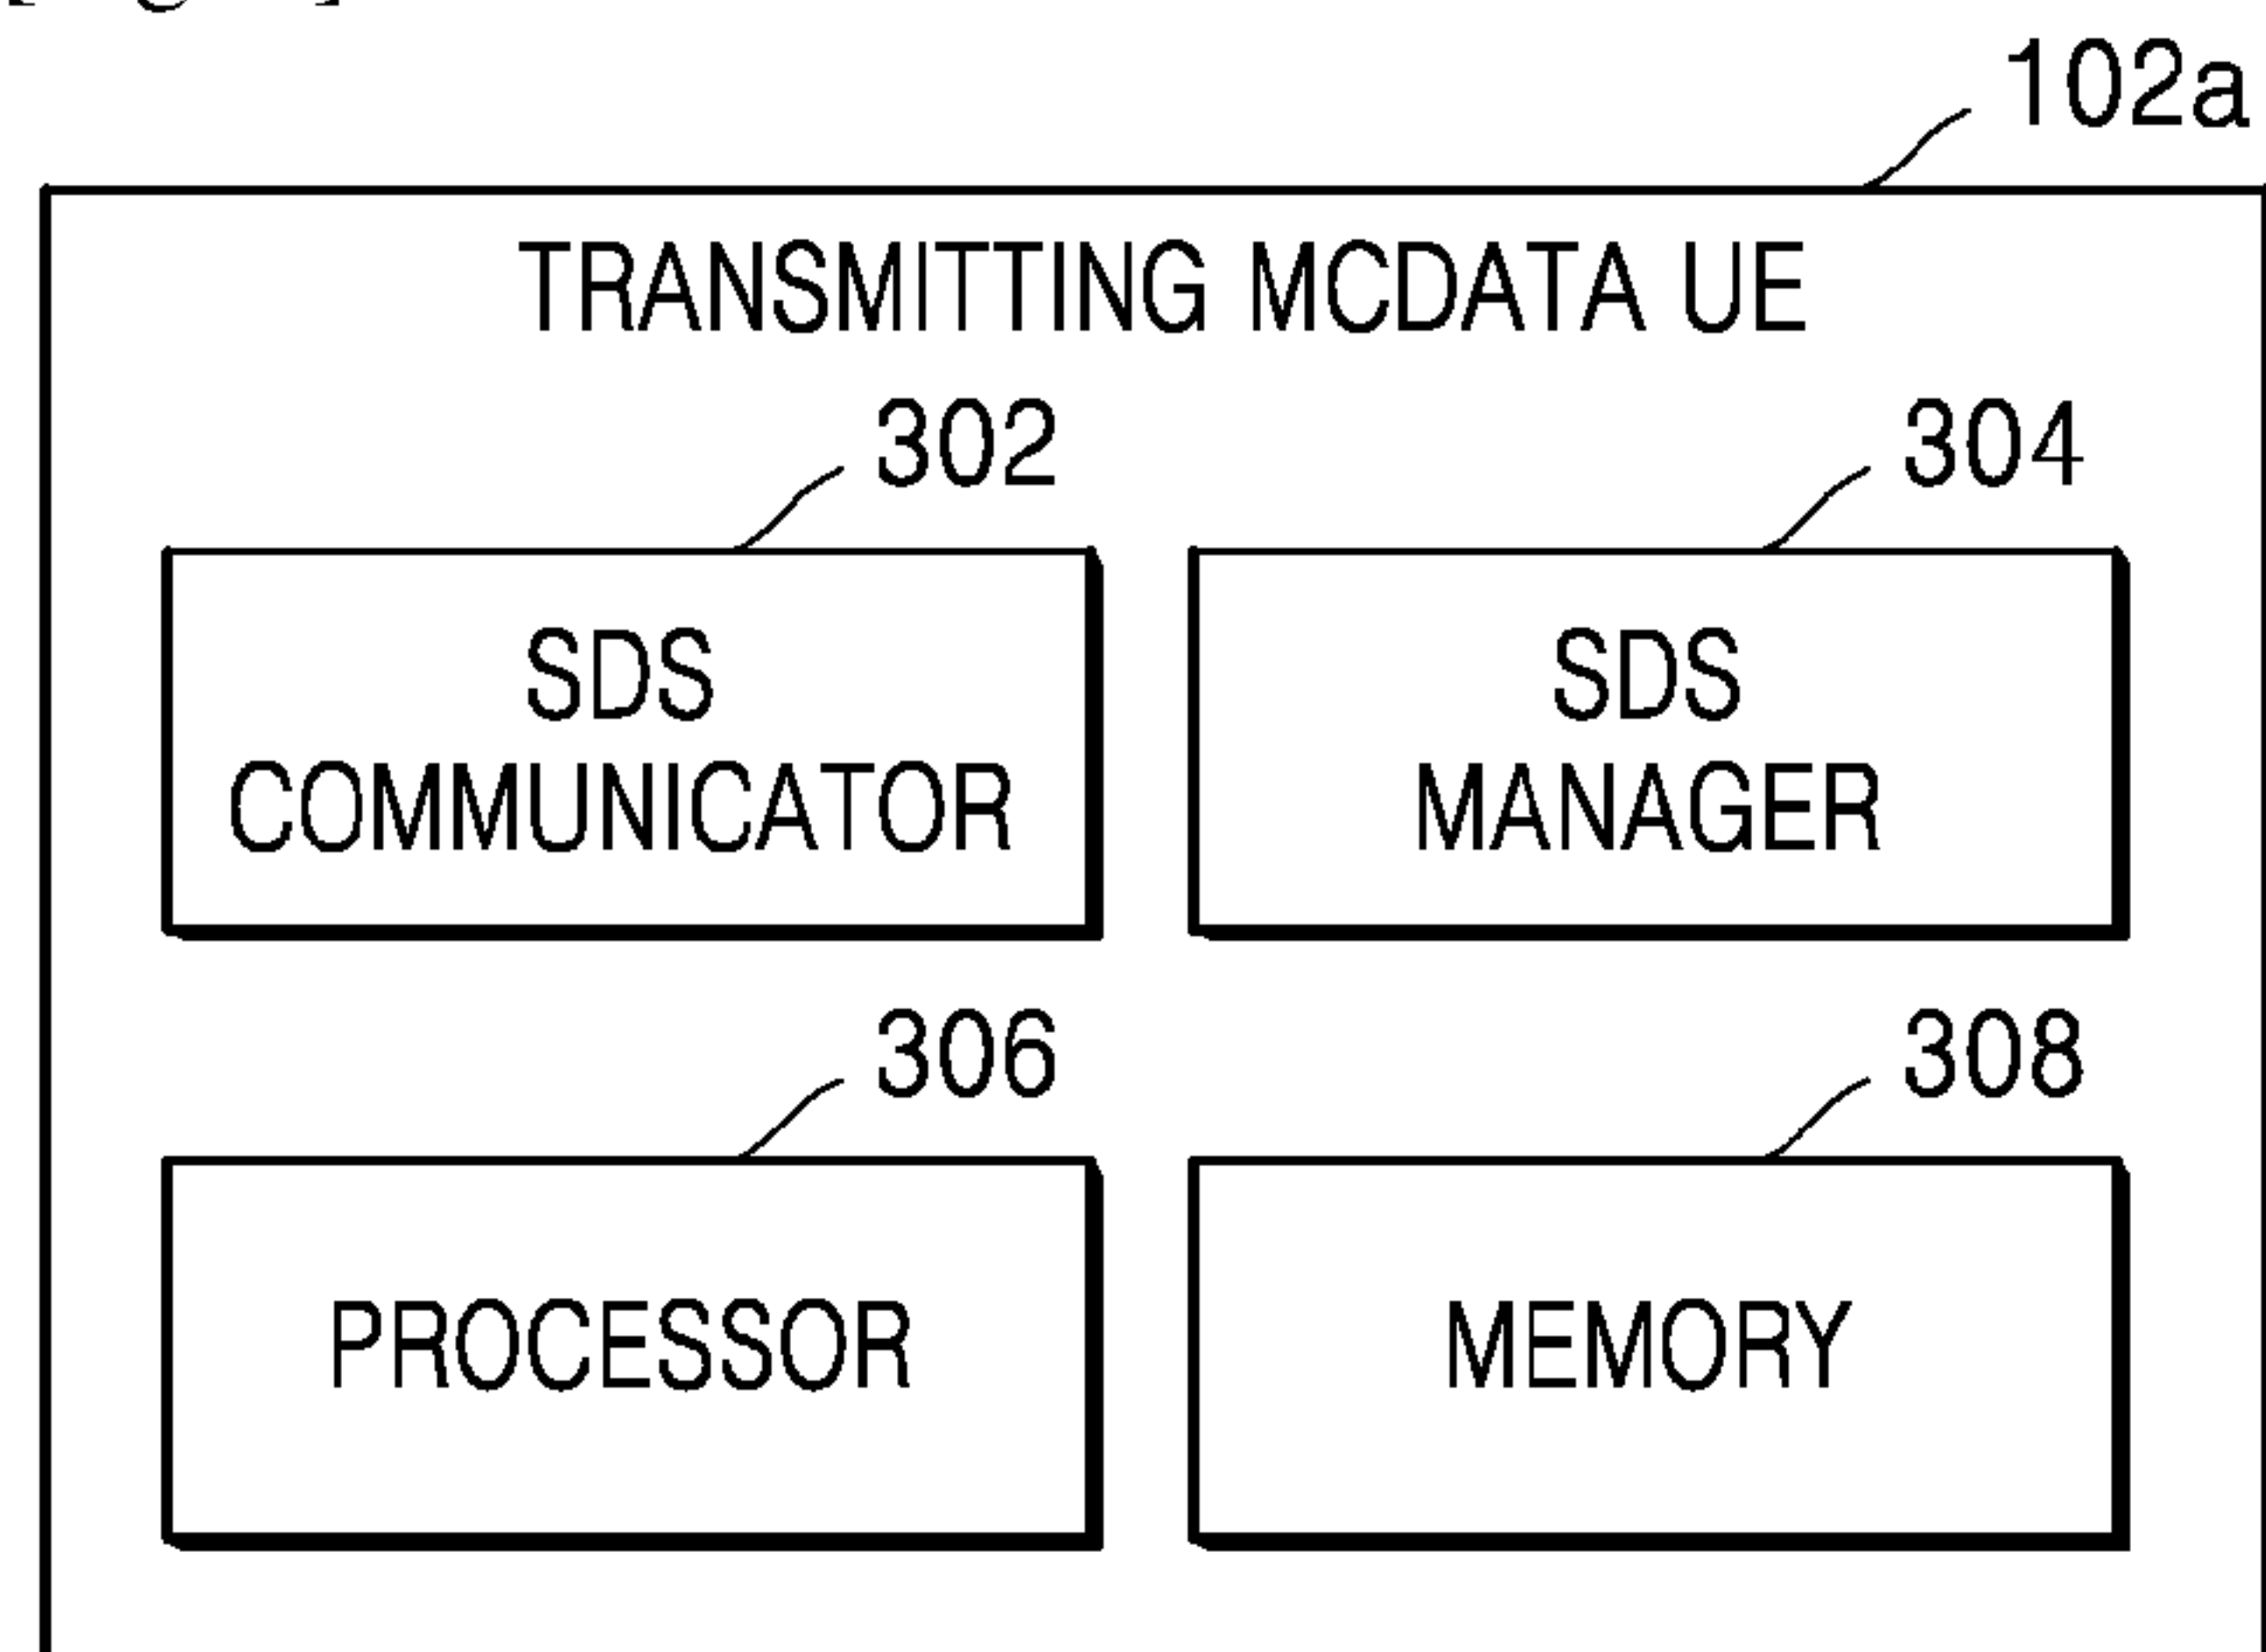 102a
TRANSMITTING MCDATA UE
302
304
SDS
COMMUNICATOR
SDS
MANAGER
306
308
PROCESSOR
MEMORY